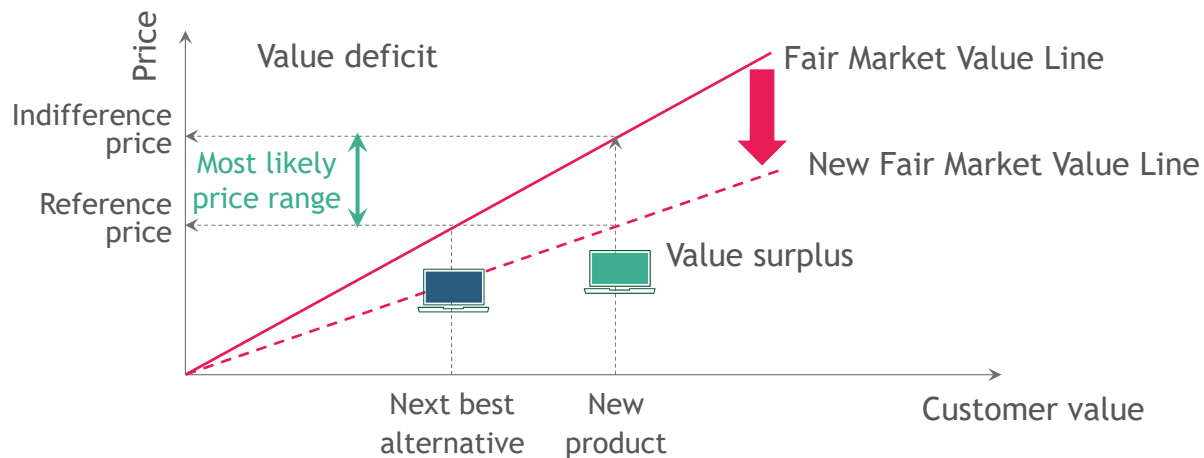 Price
Value deficit
Fair Market Value Line
Indifference
price
Most likely
price range
New Fair Market Value Line
Reference
price
Value surplus
Next best
alternative
New
product
Customer value